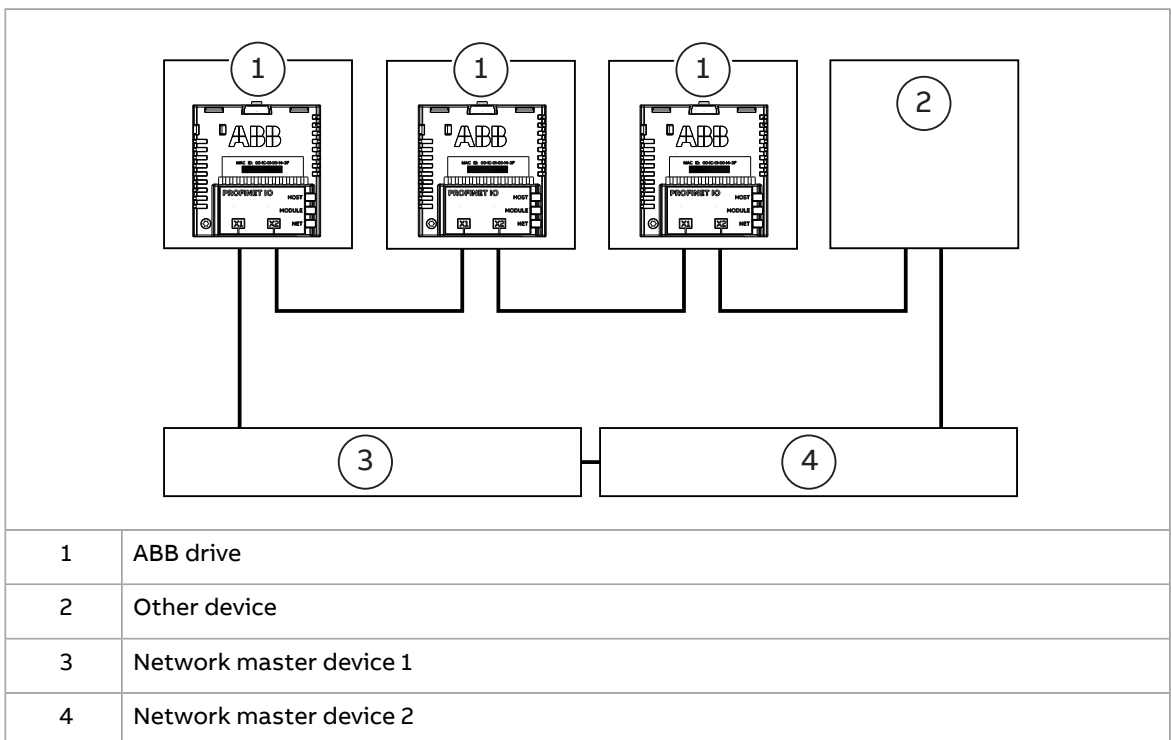 1 1 1 2
ABB ABB ABB
PROFINET IO PROFINET IO PROFINET IO
HOST HOST HOST
MODULE MODULE MODULE
X1 X2 NET X1 X2 NET X1 X2 NET
3 4
1 ABB drive
2 Other device
3 Network master device 1
4 Network master device 2